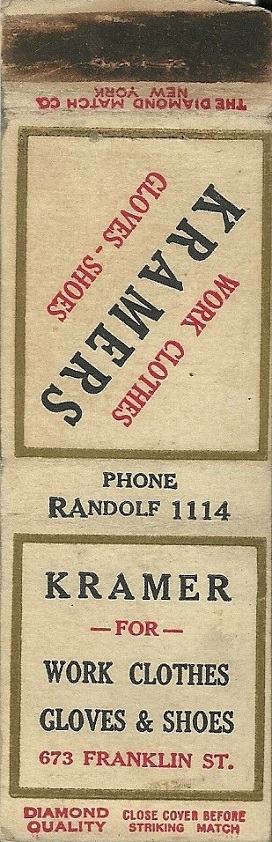 THE DIAMOND MATCH CO.
NEW YORK
GLOVES - SHOES
KRAMERS
WORK CLOTHES
PHONE
RANDOLF 1114
KRAMER
— FOR —
WORK CLOTHES
GLOVES & SHOES
673 FRANKLIN ST.
DIAMOND QUALITY
CLOSE COVER BEFORE STRIKING MATCH